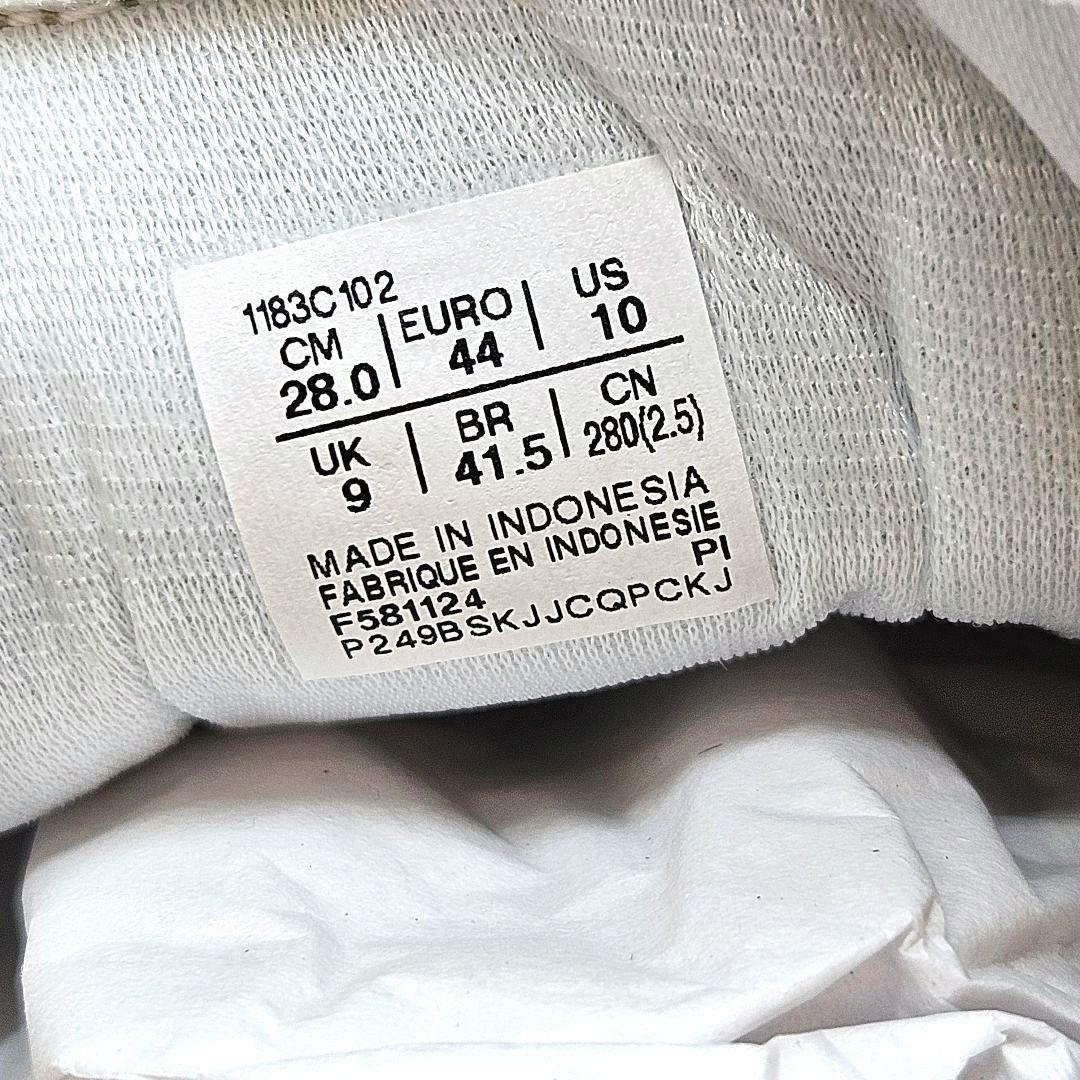 1183C102
CM EURO US
28.0 44 10
UK BR CN
9 41.5 280(2.5)
MADE IN INDONESIA
FABRIQUE EN INDONESIE
PI
F581124
P249BSKJJCQPCKJ